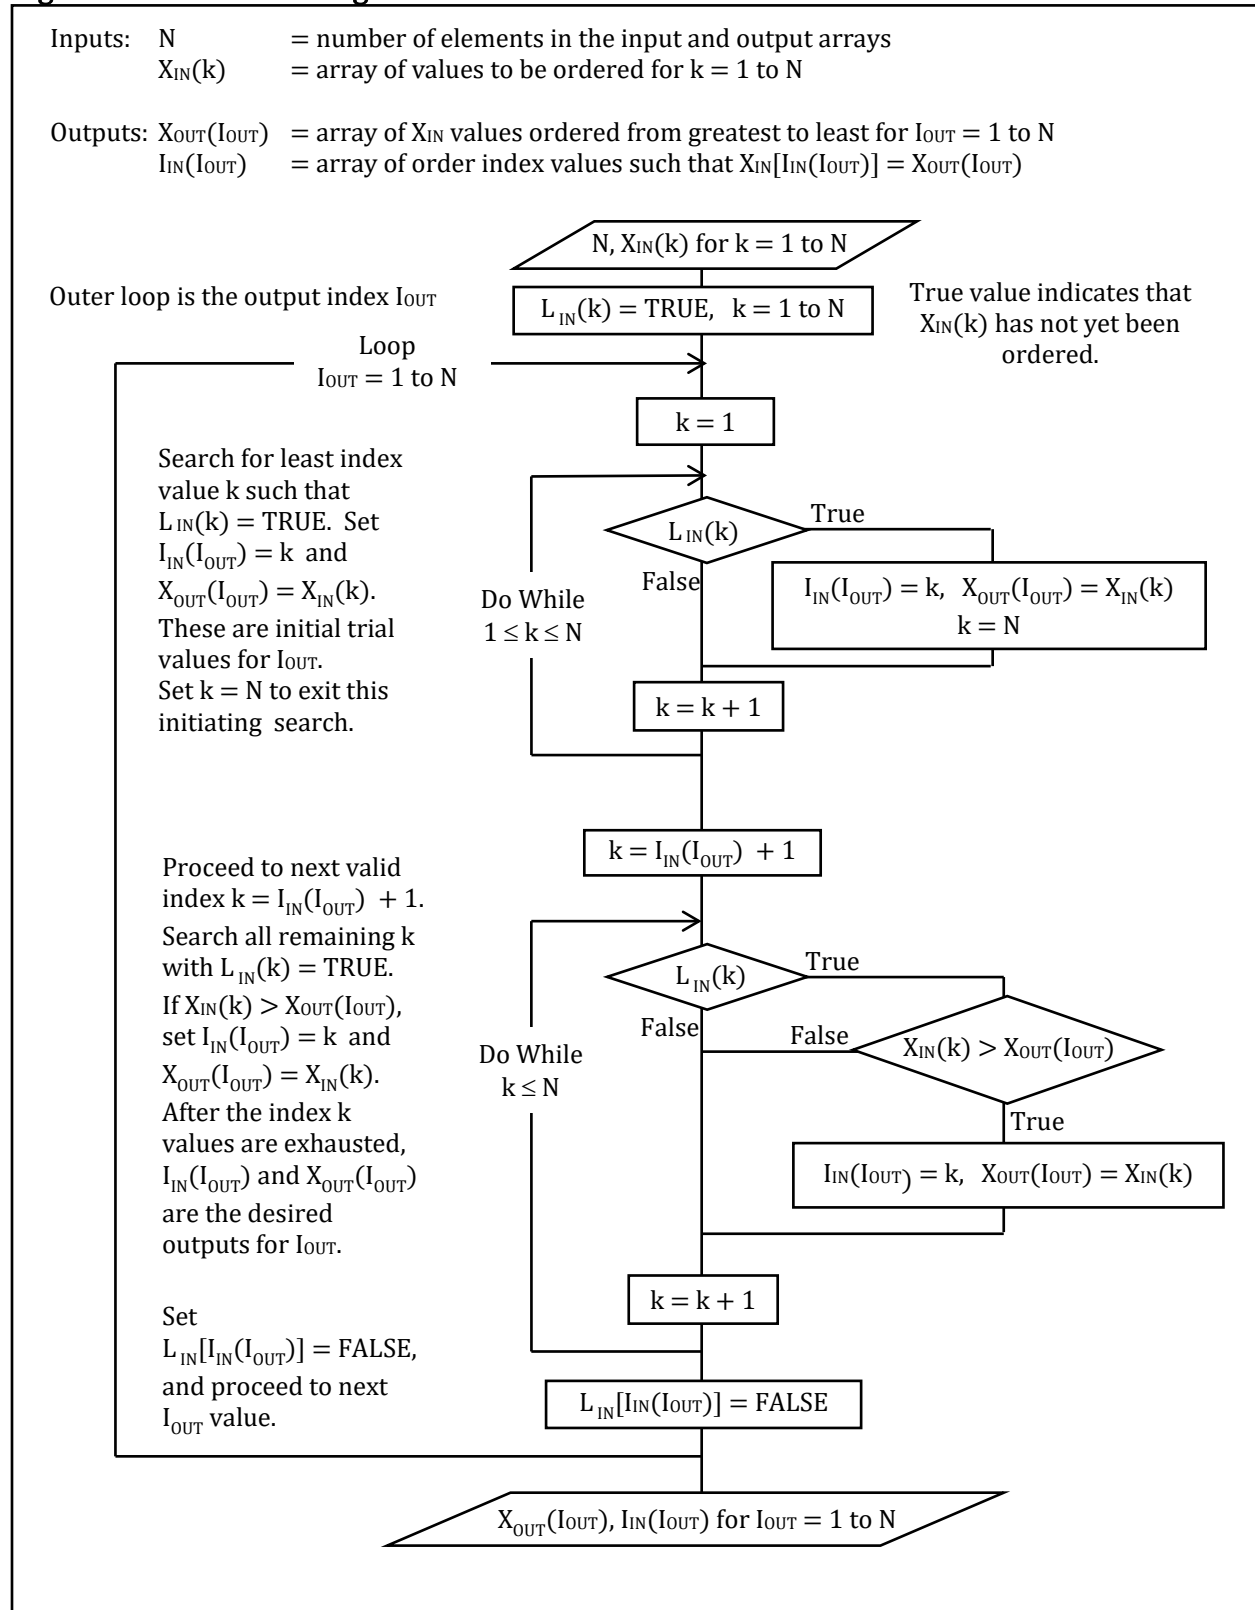 Inputs: N = number of elements in the input and output arrays
XIN(k) = array of values to be ordered for k = 1 to N
Outputs: XOUT(IOUT) = array of XIN values ordered from greatest to least for IOUT = 1 to N
IIN(IOUT) = array of order index values such that XIN[IIN(IOUT)] = XOUT(IOUT)
N, XIN(k) for k = 1 to N
Outer loop is the output index IOUT
L IN(k) = TRUE, k = 1 to N
True value indicates that
XIN(k) has not yet been
ordered.
Loop
IOUT = 1 to N
k = 1
Search for least index
value k such that
L IN(k) = TRUE. Set
IIN(IOUT) = k and
XOUT(IOUT) = XIN(k).
These are initial trial
values for IOUT.
Set k = N to exit this
initiating search.
Do While
1 ≤ k ≤ N
L IN(k)
True
False
IIN(IOUT) = k, XOUT(IOUT) = XIN(k)
k = N
k = k + 1
k = IIN(IOUT) + 1
Proceed to next valid
index k = IIN(IOUT) + 1.
Search all remaining k
with L IN(k) = TRUE.
If XIN(k) > XOUT(IOUT),
set IIN(IOUT) = k and
XOUT(IOUT) = XIN(k).
After the index k
values are exhausted,
IIN(IOUT) and XOUT(IOUT)
are the desired
outputs for IOUT.
Do While
k ≤ N
L IN(k)
True
False
False
XIN(k) > XOUT(IOUT)
True
IIN(IOUT) = k, XOUT(IOUT) = XIN(k)
k = k + 1
Set
L IN[IIN(IOUT)] = FALSE,
and proceed to next
IOUT value.
L IN[IIN(IOUT)] = FALSE
XOUT(IOUT), IIN(IOUT) for IOUT = 1 to N